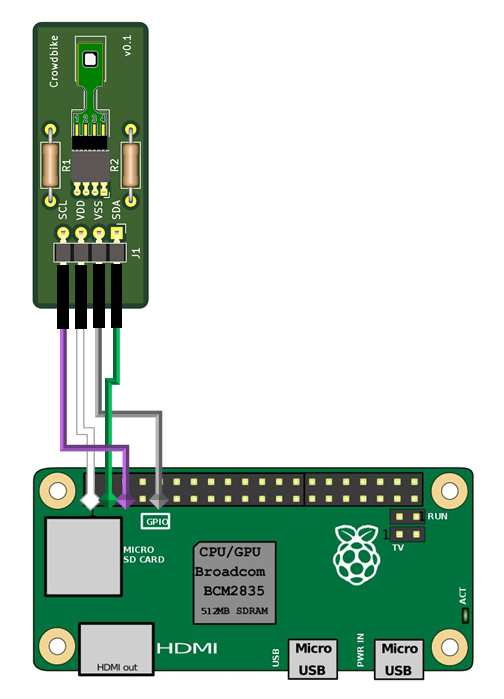 Crowdbike
v0.1
1 2 3 4
R1
R2
SCL
VDD
VSS
SDA
J1
GPIO
1
RUN
1
TV
MICRO
SD CARD
CPU/GPU
Broadcom
BCM2835
512MB SDRAM
ACT
HDMI
HDMI out
USB
Micro
USB
PWR IN
Micro
USB